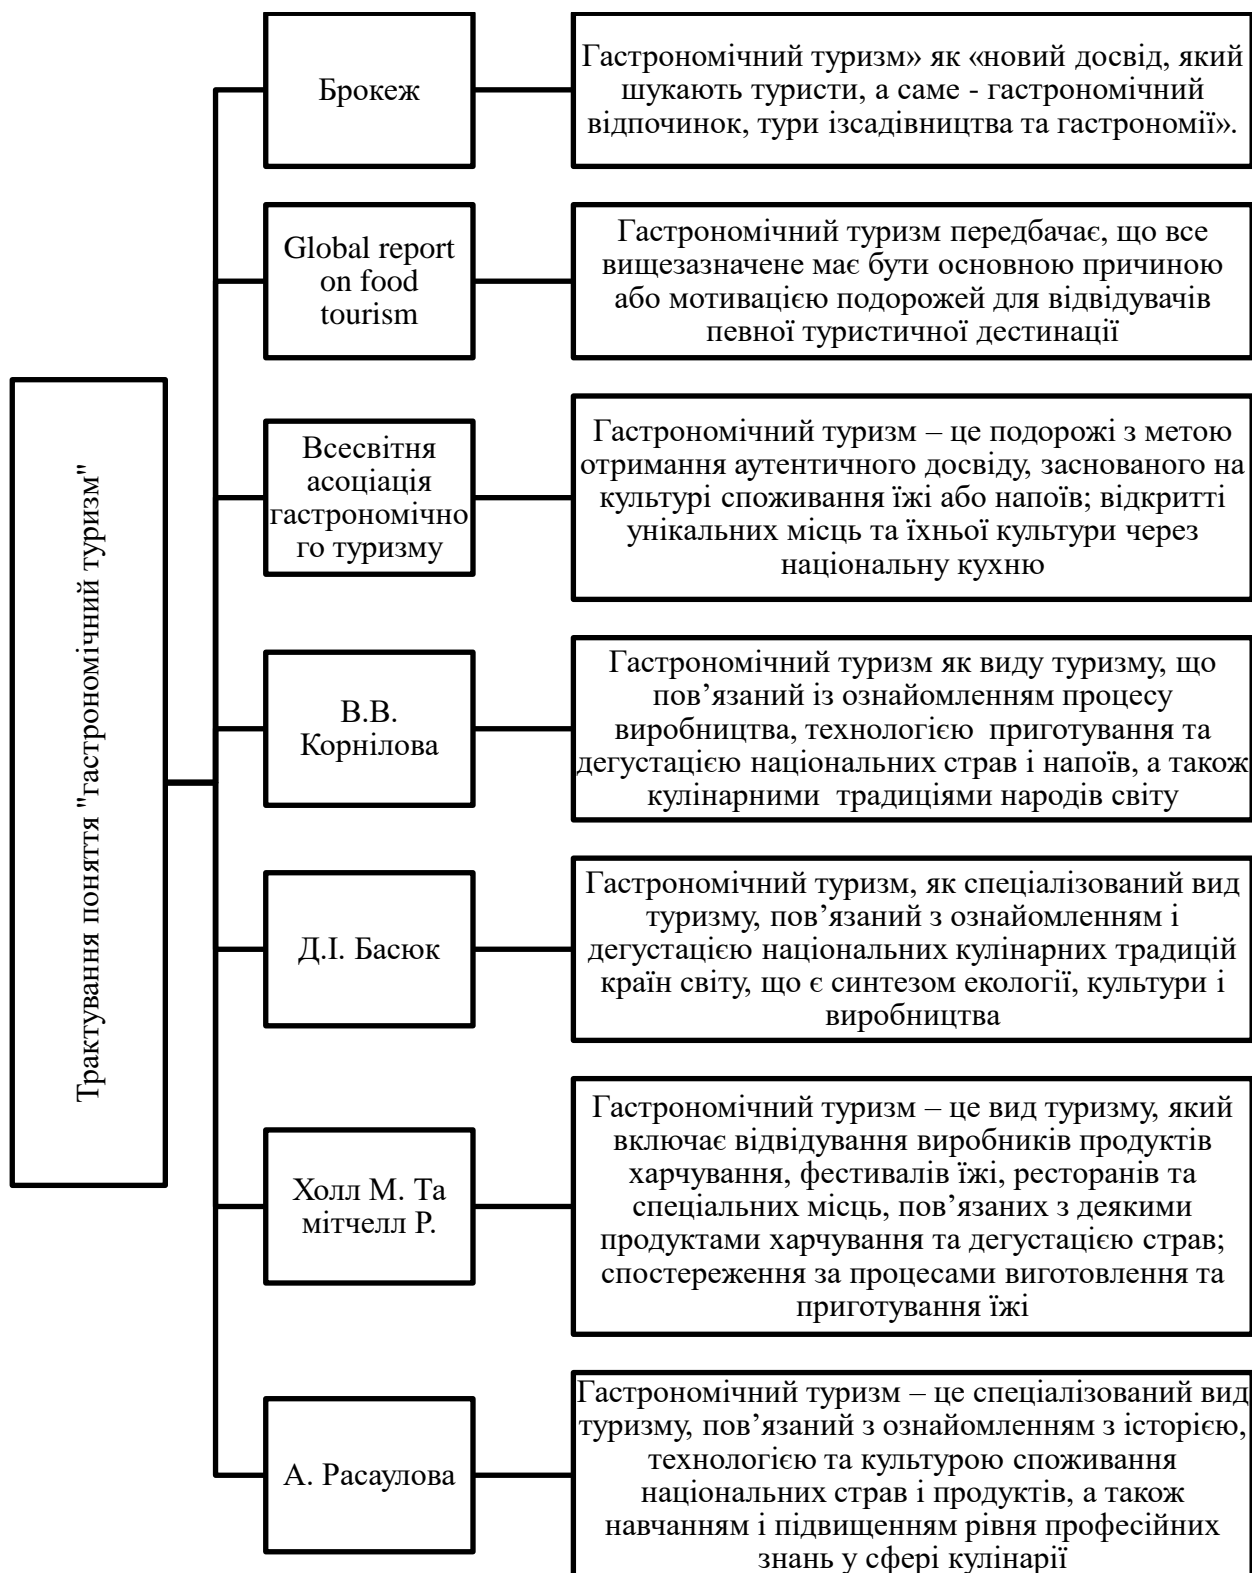 Трактування поняття "гастрономічний туризм"
Брокеж
Гастрономічний туризм» як «новий досвід, який
шукають туристи, а саме - гастрономічний
відпочинок, тури ізсадівництва та гастрономії».
Global report
on food
tourism
Гастрономічний туризм передбачає, що все
вищезазначене має бути основною причиною
або мотивацією подорожей для відвідувачів
певної туристичної дестинації
Всесвітня
асоціація
гастрономічно
го туризму
Гастрономічний туризм – це подорожі з метою
отримання аутентичного досвіду, заснованого на
культурі споживання їжі або напоїв; відкритті
унікальних місць та їхньої культури через
національну кухню
В.В.
Корнілова
Гастрономічний туризм як виду туризму, що
пов’язаний із ознайомленням процесу
виробництва, технологією приготування та
дегустацією національних страв і напоїв, а також
кулінарними традиціями народів світу
Д.І. Басюк
Гастрономічний туризм, як спеціалізований вид
туризму, пов’язаний з ознайомленням і
дегустацією національних кулінарних традицій
країн світу, що є синтезом екології, культури і
виробництва
Холл М. Та
мітчелл Р.
Гастрономічний туризм – це вид туризму, який
включає відвідування виробників продуктів
харчування, фестивалів їжі, ресторанів та
спеціальних місць, пов’язаних з деякими
продуктами харчування та дегустацією страв;
спостереження за процесами виготовлення та
приготування їжі
А. Расаулова
Гастрономічний туризм – це спеціалізований вид
туризму, пов’язаний з ознайомленням з історією,
технологією та культурою споживання
національних страв і продуктів, а також
навчанням і підвищенням рівня професійних
знань у сфері кулінарії